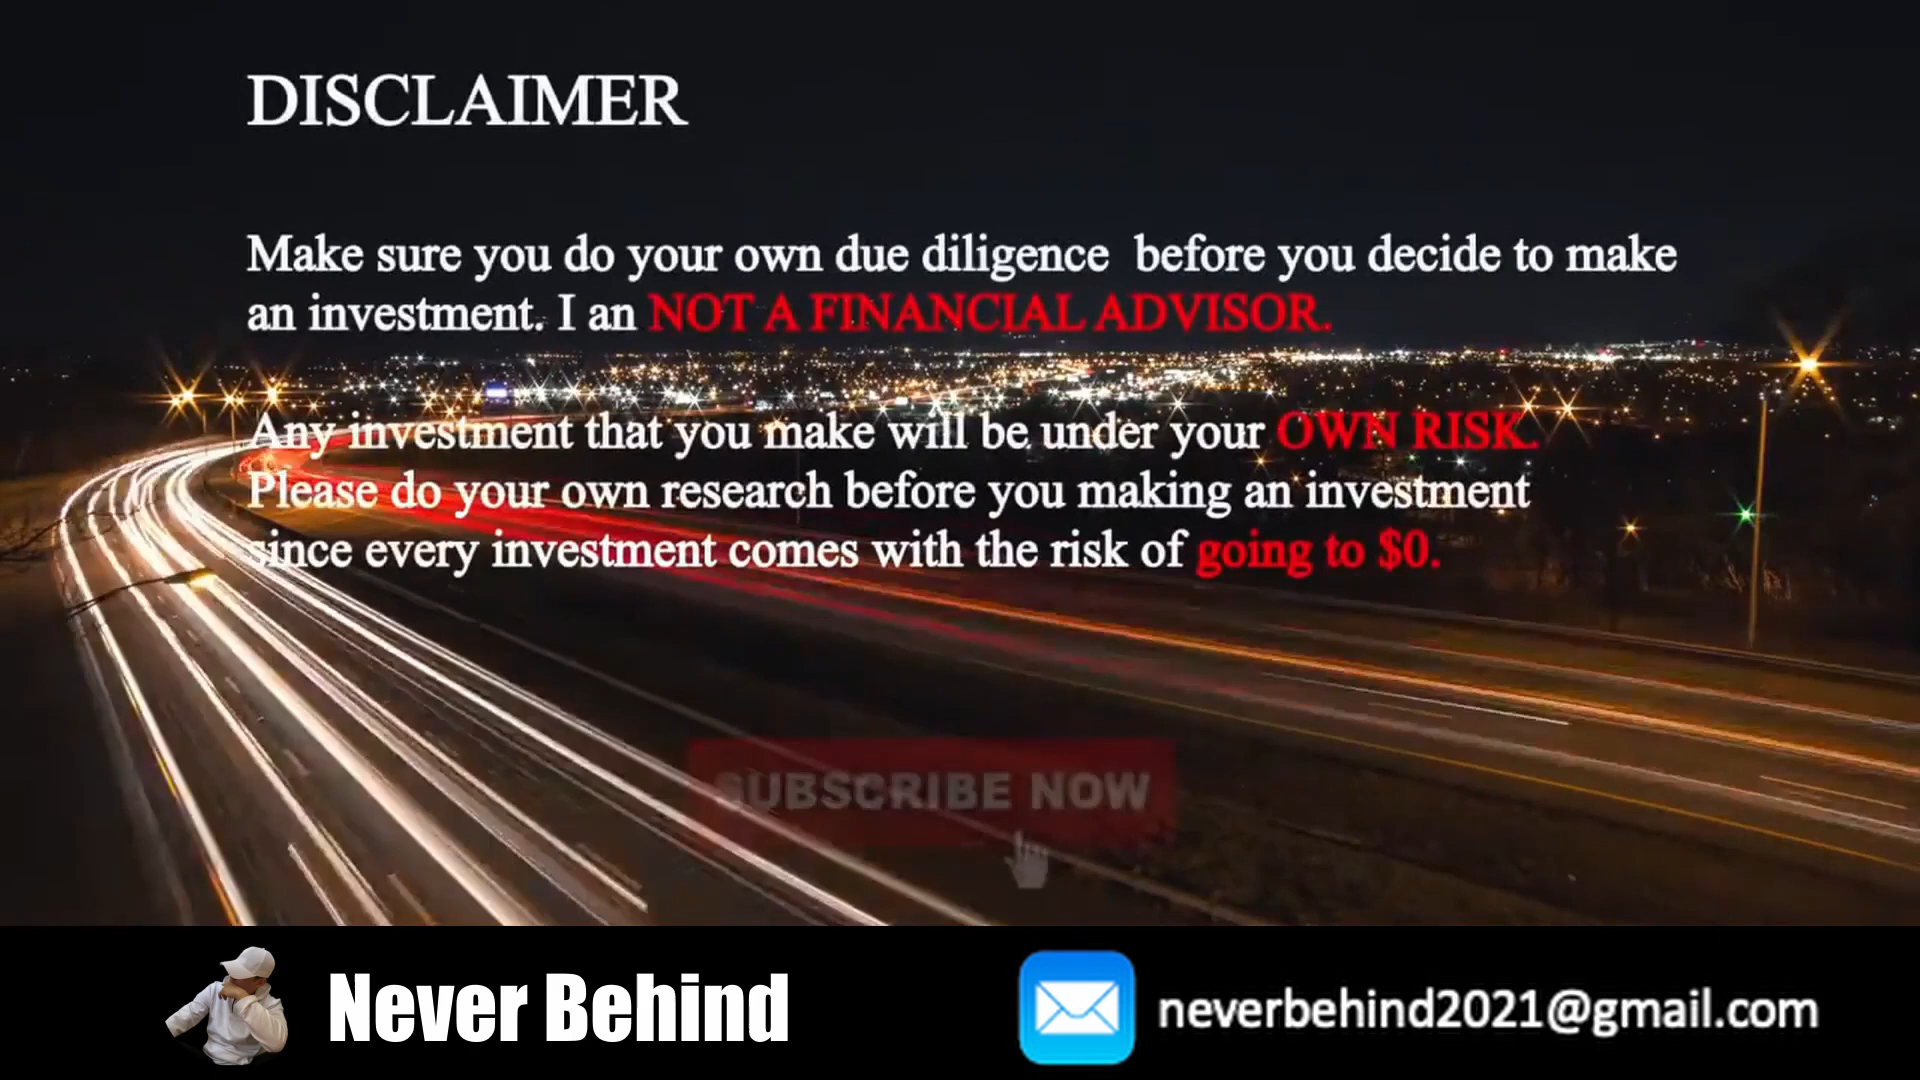 DISCLAIMER
Make sure you do your own due diligence before you decide to make
an investment. I an NOT A FINANCIAL ADVISOR.
Any investment that you make will be under your OWN RISK.
Please do your own research before you making an investment
since every investment comes with the risk of going to $0.
SUBSCRIBE NOW
Never Behind
neverbehind2021@gmail.com